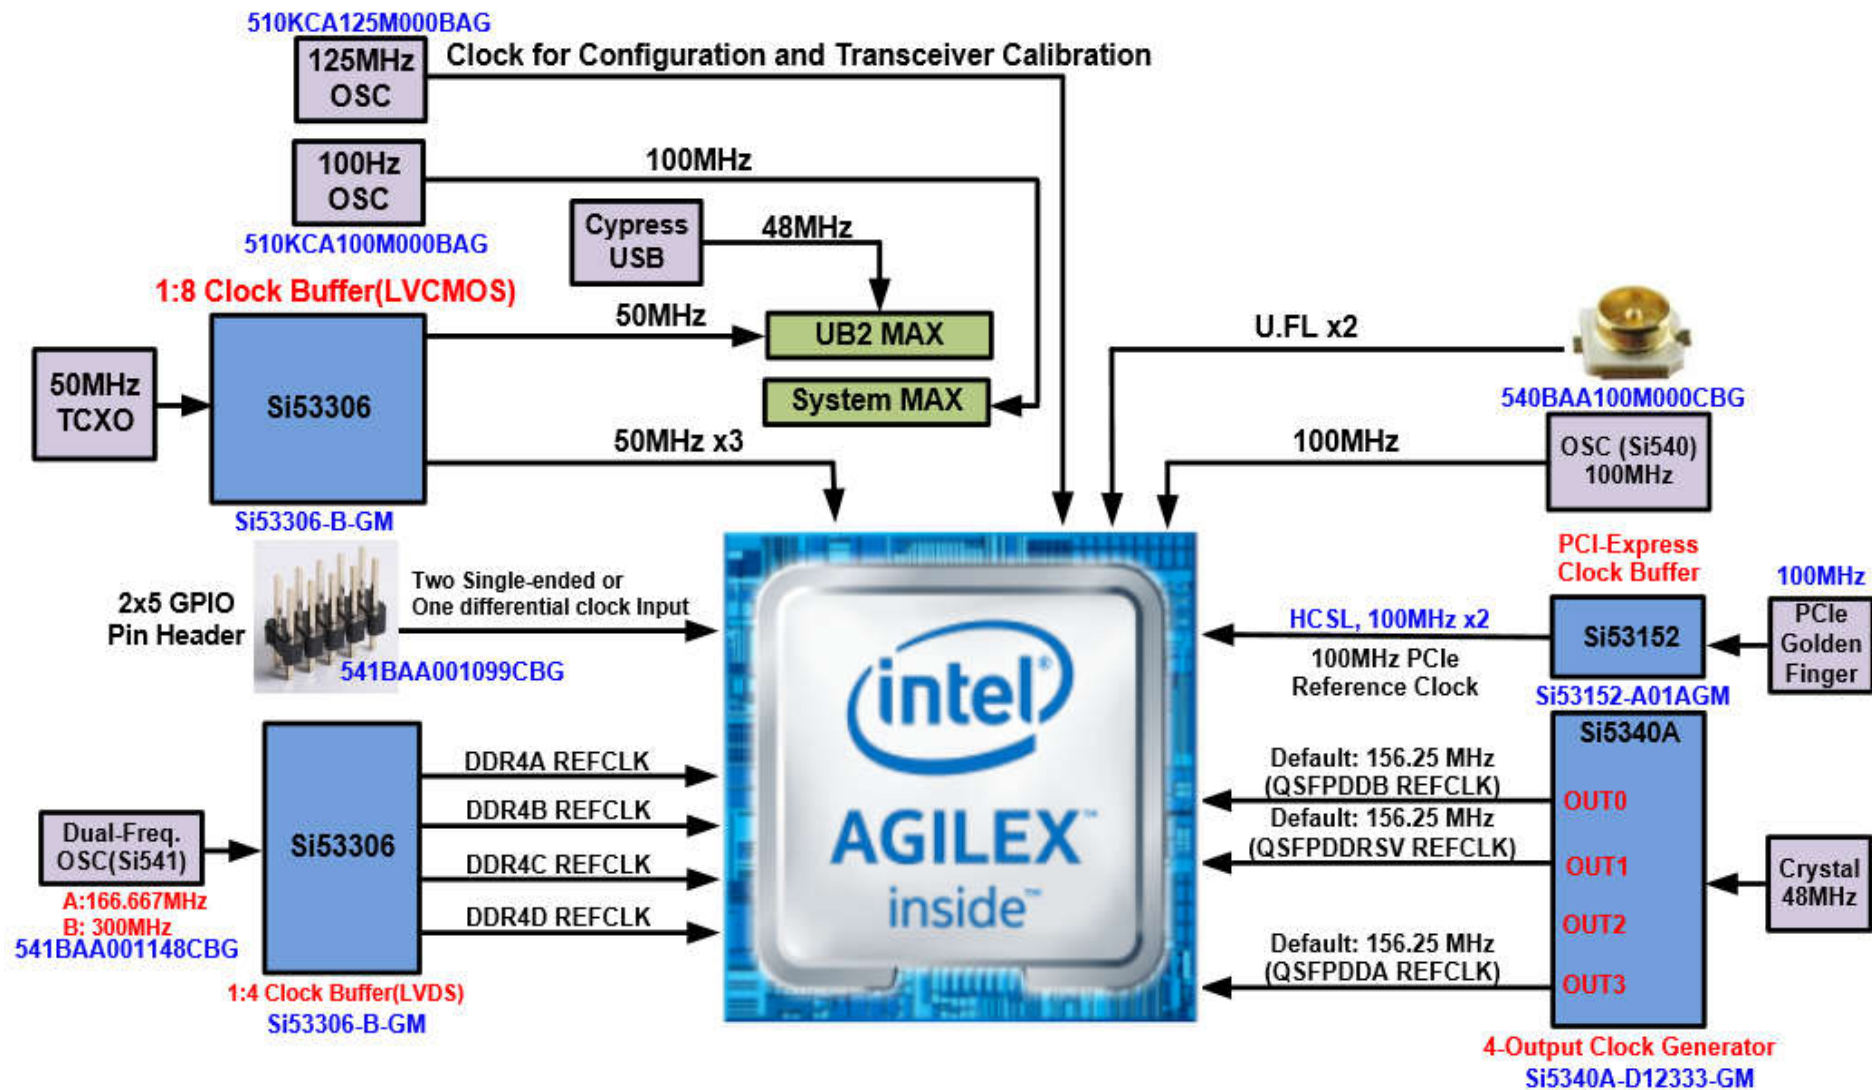 510KCA125M000BAG
125MHz
OSC
Clock for Configuration and Transceiver Calibration
100Hz
OSC
100MHz
510KCA100M000BAG
Cypress
USB
48MHz
1:8 Clock Buffer(LVCMOS)
50MHz
UB2 MAX
System MAX
50MHz
TCXO
Si53306
50MHz x3
Si53306-B-GM
U.FL x2
540BAA100M000CBG
100MHz
OSC (Si540)
100MHz
2x5 GPIO
Pin Header
Two Single-ended or
One differential clock Input
541BAA001099CBG
PCI-Express
Clock Buffer
100MHz
HCSL, 100MHz x2
100MHz PCIe
Reference Clock
Si53152
PCIe
Golden
Finger
Si53152-A01AGM
intel®
AGILEX™
inside™
Dual-Freq.
OSC(Si541)
A:166.667MHz
B: 300MHz
541BAA001148CBG
Si53306
DDR4A REFCLK
DDR4B REFCLK
DDR4C REFCLK
DDR4D REFCLK
1:4 Clock Buffer(LVDS)
Si53306-B-GM
Si5340A
Default: 156.25 MHz
(QSFPDDB REFCLK)
OUT0
Default: 156.25 MHz
(QSFPDDRSV REFCLK)
OUT1
OUT2
Default: 156.25 MHz
(QSFPDDA REFCLK)
OUT3
Crystal
48MHz
4-Output Clock Generator
Si5340A-D12333-GM